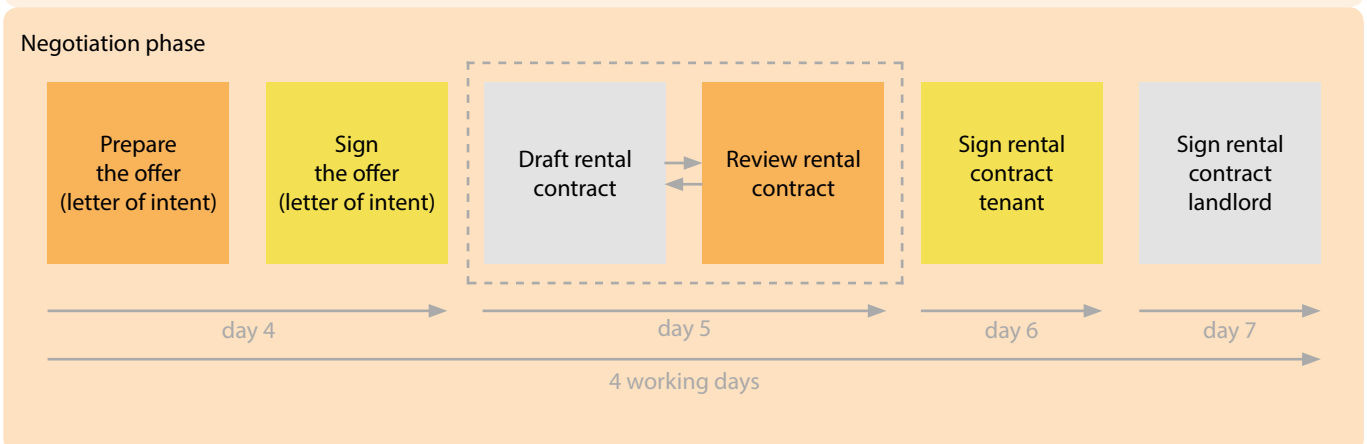 Negotiation phase
Prepare
the offer
(letter of intent)
Sign
the offer
(letter of intent)
Draft rental
contract
Review rental
contract
Sign rental
contract
tenant
Sign rental
contract
landlord
day 4
day 5
day 6
day 7
4 working days